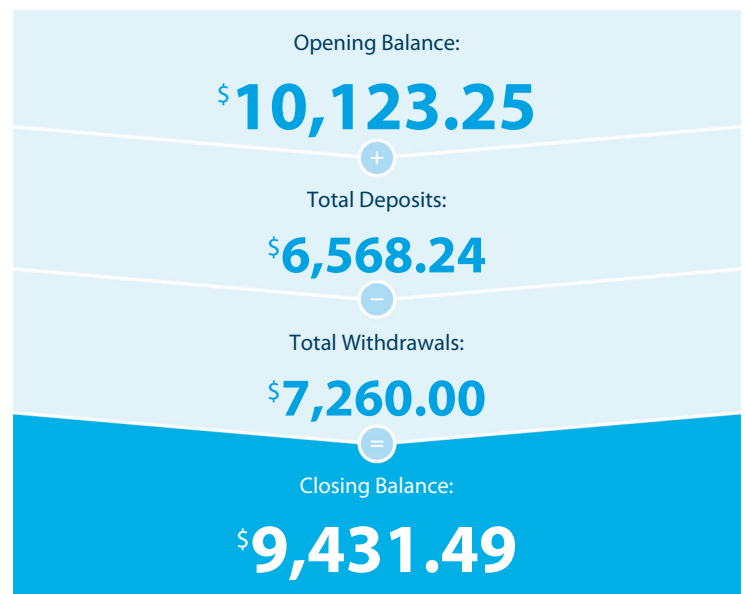 Opening Balance:
$10,123.25
+
Total Deposits:
$6,568.24
−
Total Withdrawals:
$7,260.00
=
Closing Balance:
$9,431.49